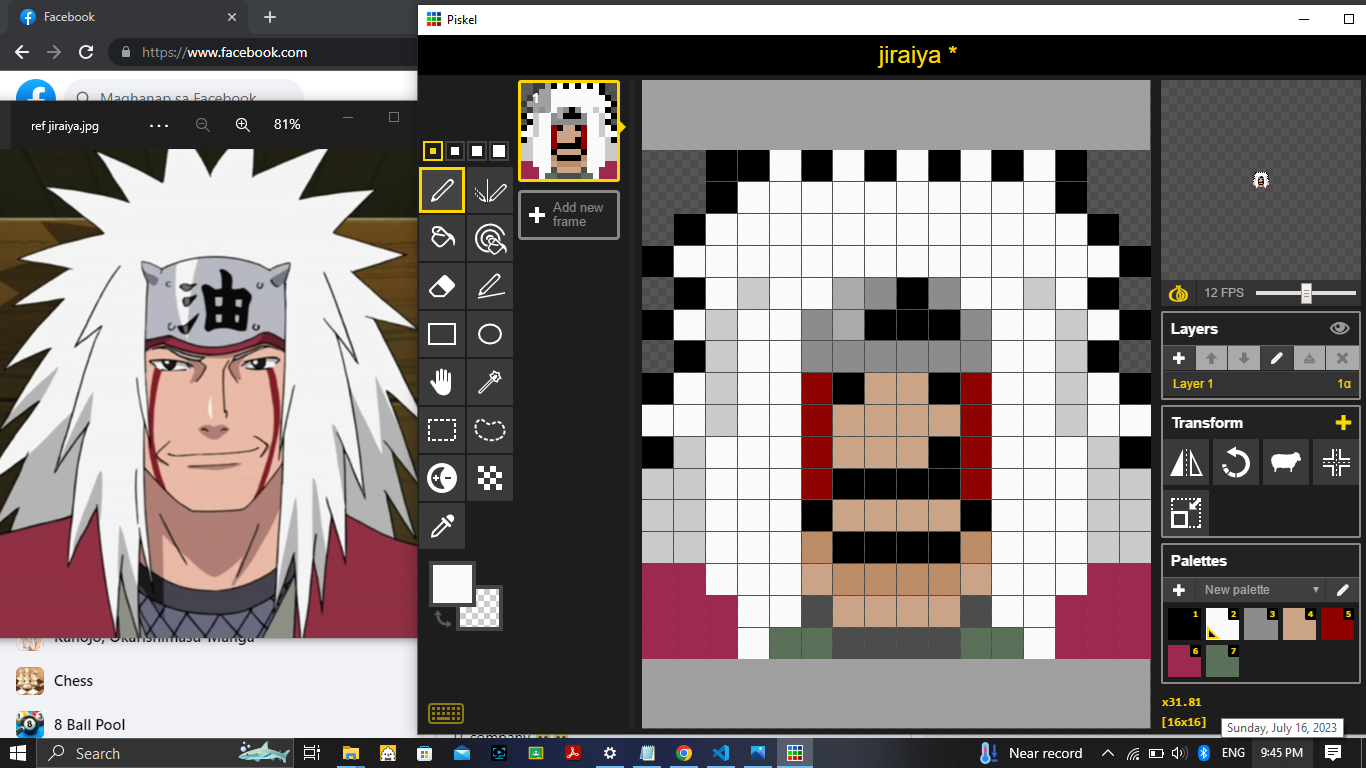 Facebook
Piskel
https://www.facebook.com
jiraiya *
Maghanap sa Facebook
ref jiraiya.jpg
81%
1
Add new
frame
油
12 FPS
Layers
Layer 1
1α
Transform
Palettes
New palette
1
2
3
4
5
6
7
Kanojo, Okarishimasu-Manga
Chess
8 Ball Pool
x31.81
[16x16]
Sunday, July 16, 2023
Search
Near record
ENG
9:45 PM